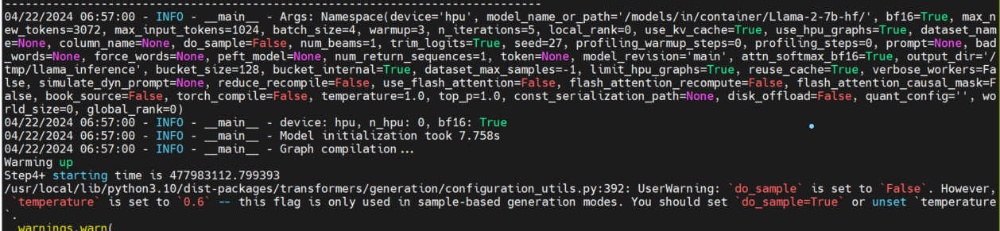 --------------------------------------------------------------------------------
04/22/2024 06:57:00 - INFO - __main__ - Args: Namespace(device='hpu', model_name_or_path='/models/in/container/Llama-2-7b-hf/', bf16=True, max_n
ew_tokens=3072, max_input_tokens=1024, batch_size=4, warmup=3, n_iterations=5, local_rank=0, use_kv_cache=True, use_hpu_graphs=True, dataset_nam
e=None, column_name=None, do_sample=False, num_beams=1, trim_logits=True, seed=27, profiling_warmup_steps=0, profiling_steps=0, prompt=None, bad
_words=None, force_words=None, peft_model=None, num_return_sequences=1, token=None, model_revision='main', attn_softmax_bf16=True, output_dir='/
tmp/llama_inference', bucket_size=128, bucket_internal=True, dataset_max_samples=-1, limit_hpu_graphs=True, reuse_cache=True, verbose_workers=Fa
lse, simulate_dyn_prompt=None, reduce_recompile=False, use_flash_attention=False, flash_attention_recompute=False, flash_attention_causal_mask=F
alse, book_source=False, torch_compile=False, temperature=1.0, top_p=1.0, const_serialization_path=None, disk_offload=False, quant_config='', wo
rld_size=0, global_rank=0)
04/22/2024 06:57:00 - INFO - __main__ - device: hpu, n_hpu: 0, bf16: True
04/22/2024 06:57:00 - INFO - __main__ - Model initialization took 7.758s
04/22/2024 06:57:00 - INFO - __main__ - Graph compilation...
Warming up
Step4+ starting time is 477983112.799393
/usr/local/lib/python3.10/dist-packages/transformers/generation/configuration_utils.py:392: UserWarning: `do_sample` is set to `False`. However,
 `temperature` is set to `0.6` -- this flag is only used in sample-based generation modes. You should set `do_sample=True` or unset `temperature
`.
  warnings.warn(